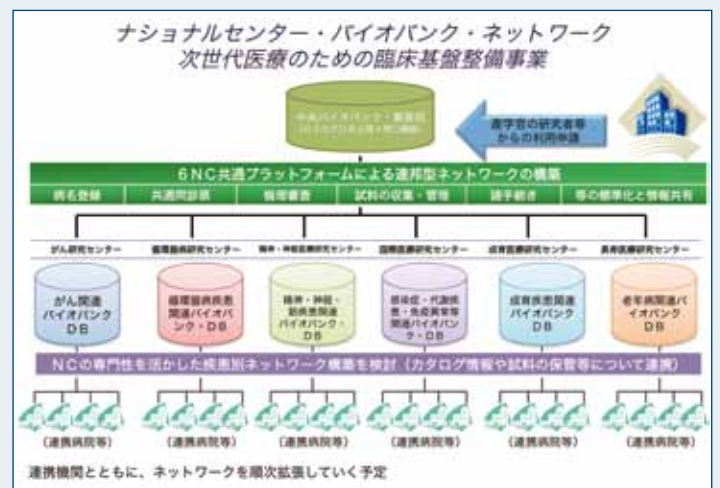 ナショナルセンター・バイオバンク・ネットワーク
次世代医療のための臨床基盤整備事業
中央バイオバンク・事務局
産学官の研究者等
からの利用申請
6NC共通プラットフォームによる連邦型ネットワークの構築
病名登録 共通問診票 倫理審査 試料の収集・管理 諸手続き 等の標準化と情報共有
がん研究センター 循環器病研究センター 精神・神経医療研究センター 国際医療研究センター 成育医療研究センター 長寿医療研究センター
がん関連
バイオバンク
DB
循環器病疾患
関連バイオバ
ンク・DB
精神・神経・
筋疾患関連
バイオバンク・
DB
感染症・代謝疾
患・免疫異常等
関連バイオバン
ク・DB
成育疾患関連
バイオバンク
DB
老年病関連バ
イオバンク
DB
NCの専門性を活かした疾患別ネットワーク構築を検討（カタログ情報や試料の保管等について連携）
(連携病院等) (連携病院等) (連携病院等) (連携病院等) (連携病院等) (連携病院等)
連携機関とともに、ネットワークを順次拡張していく予定